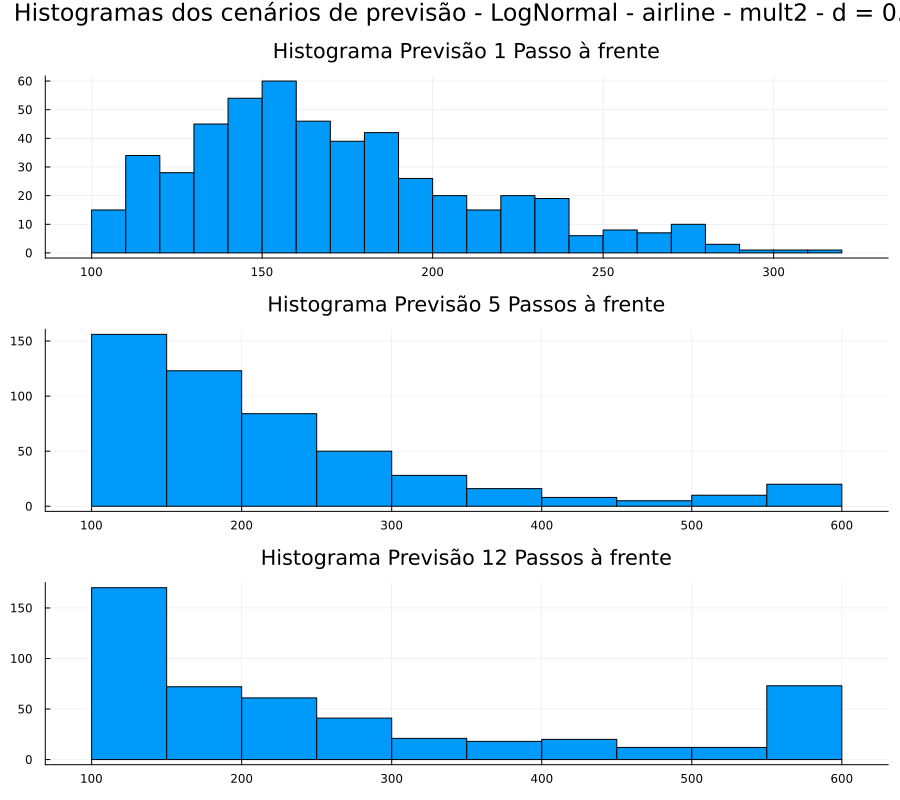 Histogramas dos cenários de previsão - LogNormal - airline - mult2 - d = 0.
Histograma Previsão 1 Passo à frente
60
50
40
30
20
10
0
100 150 200 250 300
Histograma Previsão 5 Passos à frente
150
100
50
0
100 200 300 400 500 600
Histograma Previsão 12 Passos à frente
150
100
50
0
100 200 300 400 500 600